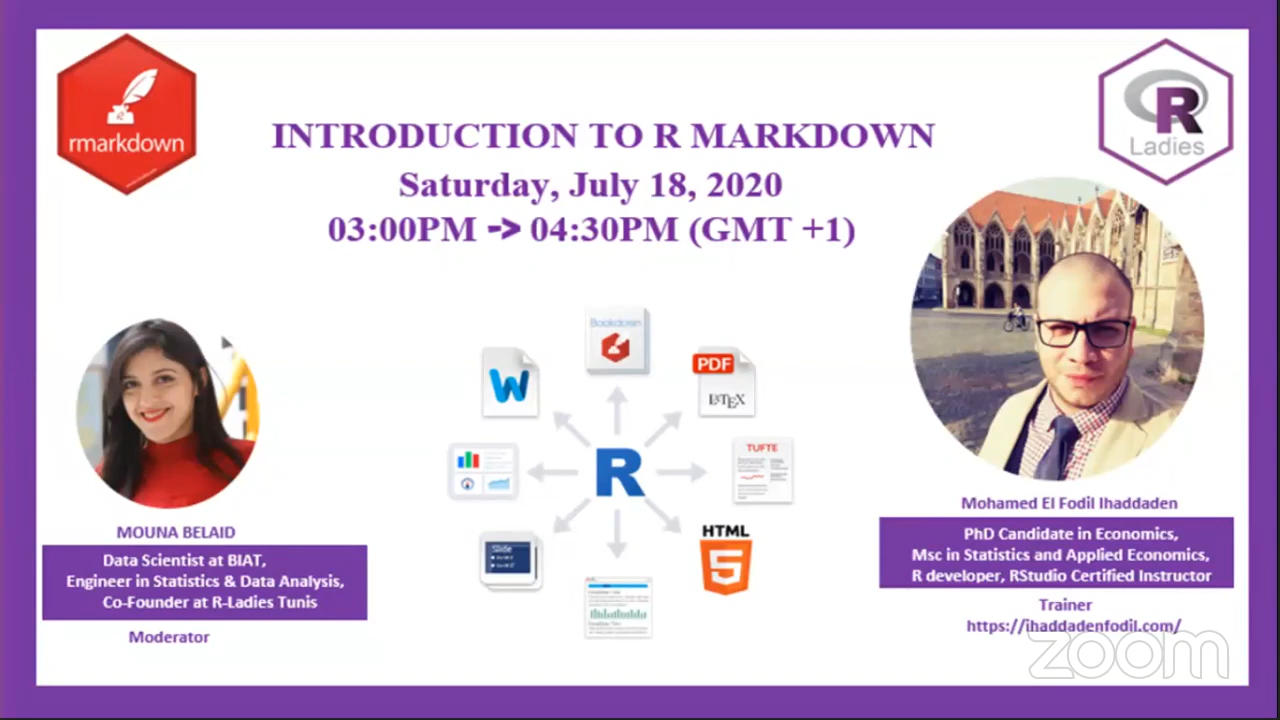 rmarkdown
R
Ladies
INTRODUCTION TO R MARKDOWN
Saturday, July 18, 2020
03:00PM -> 04:30PM (GMT +1)
Bookdown
W
PDF
LATEX
TUFTE
R
HTML
5
Slide
MOUNA BELAID
Data Scientist at BIAT,
Engineer in Statistics & Data Analysis,
Co-Founder at R-Ladies Tunis
Moderator
Mohamed El Fodil Ihaddaden
PhD Candidate in Economics,
Msc in Statistics and Applied Economics,
R developer, RStudio Certified Instructor
Trainer
https://ihaddadenfodil.com/
zoom